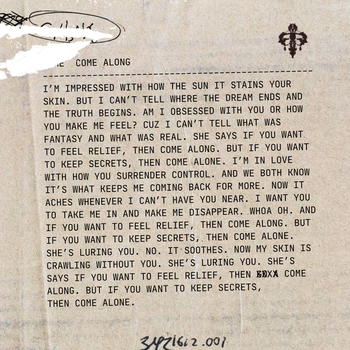 COME ALONG
I'M IMPRESSED WITH HOW THE SUN IT STAINS YOUR
SKIN. BUT I CAN'T TELL WHERE THE DREAM ENDS AND
THE TRUTH BEGINS. AM I OBSESSED WITH YOU OR HOW
YOU MAKE ME FEEL? CUZ I CAN'T TELL WHAT WAS
FANTASY AND WHAT WAS REAL. SHE SAYS IF YOU WANT
TO FEEL RELIEF, THEN COME ALONG. BUT IF YOU WANT
TO KEEP SECRETS, THEN COME ALONE. I'M IN LOVE
WITH HOW YOU SURRENDER CONTROL. AND WE BOTH KNOW
IT'S WHAT KEEPS ME COMING BACK FOR MORE. NOW IT
ACHES WHENEVER I CAN'T HAVE YOU NEAR. I WANT YOU
TO TAKE ME IN AND MAKE ME DISAPPEAR. WHOA OH. AND
IF YOU WANT TO FEEL RELIEF, THEN COME ALONG. BUT
IF YOU WANT TO KEEP SECRETS, THEN COME ALONE.
SHE'S LURING YOU. NO. IT SOOTHES. NOW MY SKIN IS
CRAWLING WITHOUT YOU. SHE'S LURING YOU. SHE'S
SAYS IF YOU WANT TO FEEL RELIEF, THEN COME
ALONG. BUT IF YOU WANT TO KEEP SECRETS,
THEN COME ALONE.